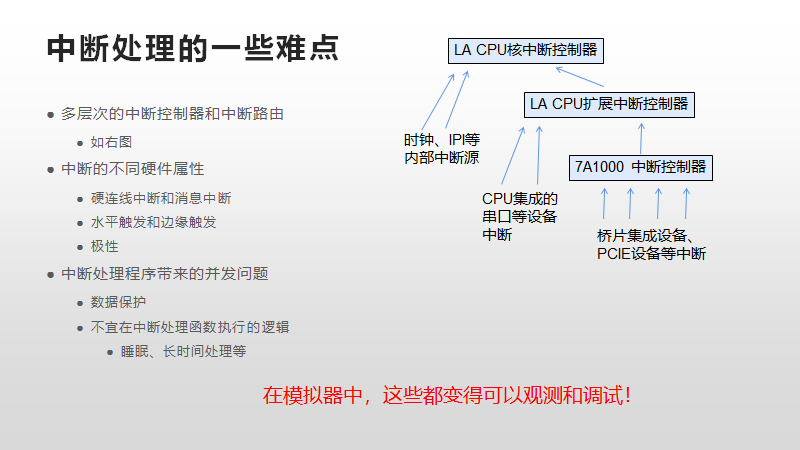 中断处理的一些难点
多层次的中断控制器和中断路由
如右图
中断的不同硬件属性
硬连线中断和消息中断
水平触发和边缘触发
极性
中断处理程序带来的并发问题
数据保护
不宜在中断处理函数执行的逻辑
睡眠、长时间处理等
LA CPU核中断控制器
LA CPU扩展中断控制器
时钟、IPI等
内部中断源
7A1000 中断控制器
CPU集成的
串口等设备
中断
桥片集成设备、
PCIE设备等中断
在模拟器中，这些都变得可以观测和调试！